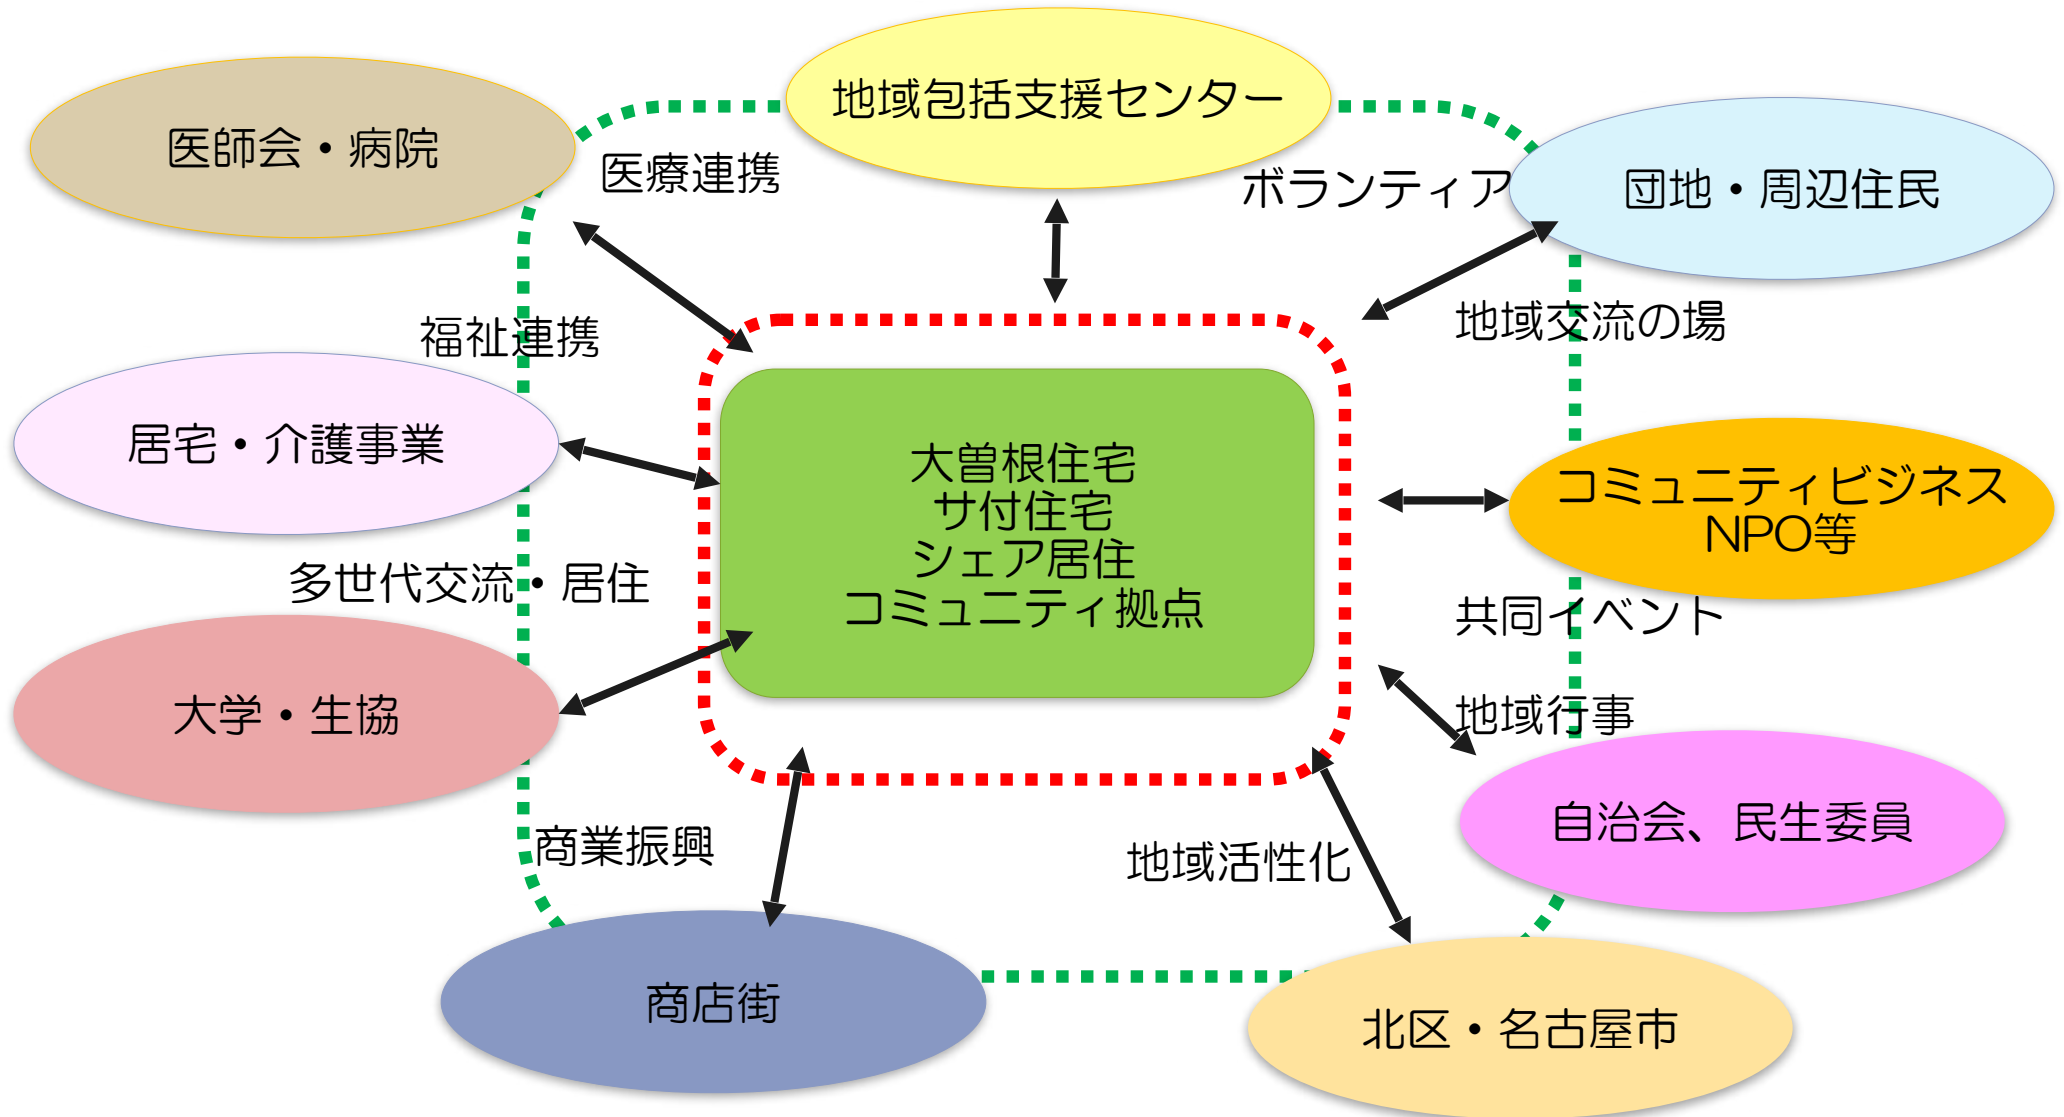 地域包括支援センター
医師会・病院
医療連携
ボランティア
団地・周辺住民
福祉連携
地域交流の場
居宅・介護事業
大曽根住宅
サ付住宅
シェア居住
コミュニティ拠点
コミュニティビジネス
NPO等
多世代交流・居住
共同イベント
大学・生協
地域行事
自治会、民生委員
商業振興
地域活性化
商店街
北区・名古屋市